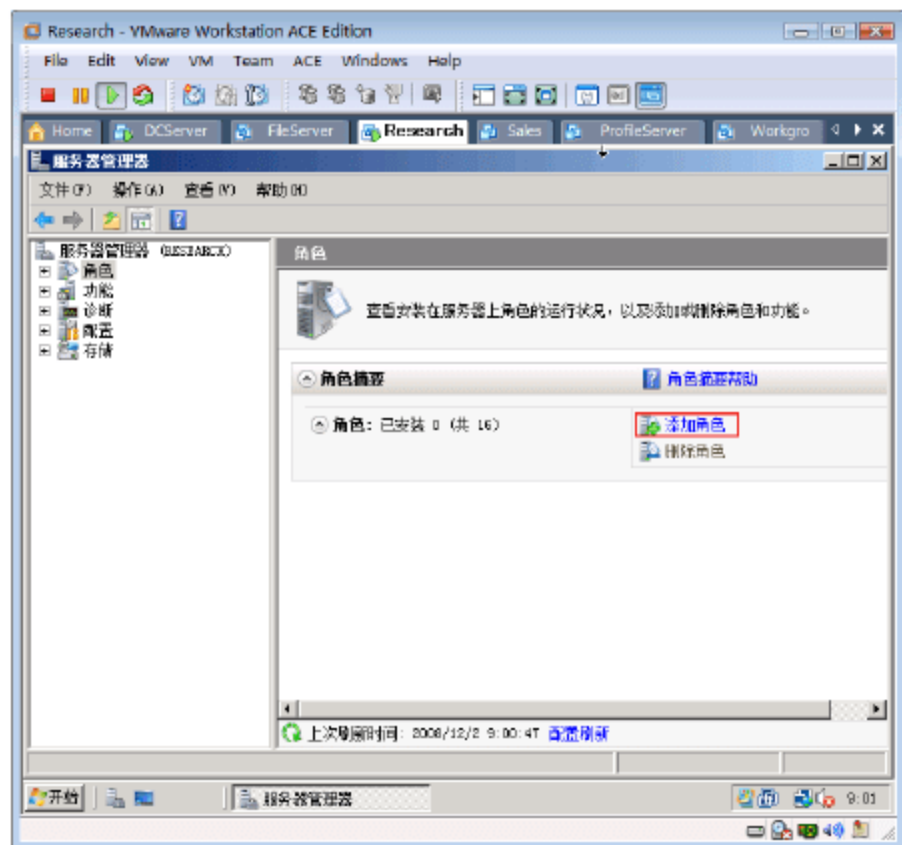 Research - VMware Workstation ACE Edition
File Edit View VM Team ACE Windows Help
Home DCServer FileServer Research Sales ProfileServer Workgro
服务器管理器
文件(F) 操作(A) 查看(V) 帮助(H)
服务器管理器 (RESEARCH)
角色
角色
功能
诊断
配置
存储
查看安装在服务器上角色的运行状况，以及添加或删除角色和功能。
角色摘要 角色摘要帮助
角色: 已安装 0 (共 16) 添加角色
删除角色
上次刷新时间: 2008/12/2 9:00:47 配置刷新
开始 服务器管理器 9:01